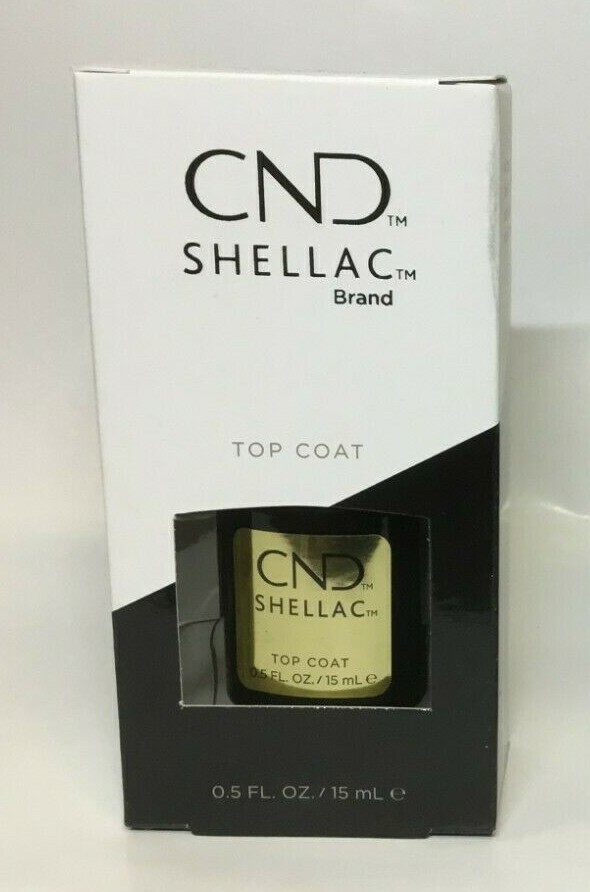 CND™
SHELLAC™
Brand
TOP COAT
CND™
SHELLAC™
TOP COAT
0.5 FL. OZ. / 15 mL ℮
0.5 FL. OZ. / 15 mL ℮